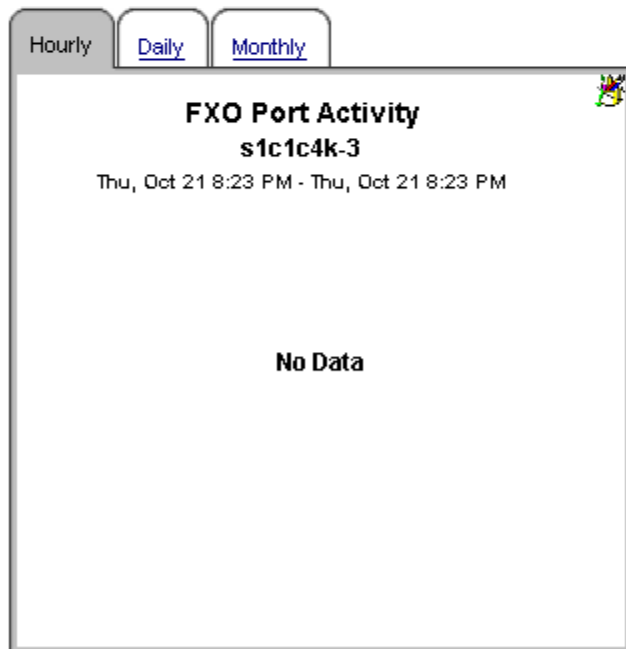 Hourly Daily Monthly
FXO Port Activity
s1c1c4k-3
Thu, Oct 21 8:23 PM - Thu, Oct 21 8:23 PM
No Data